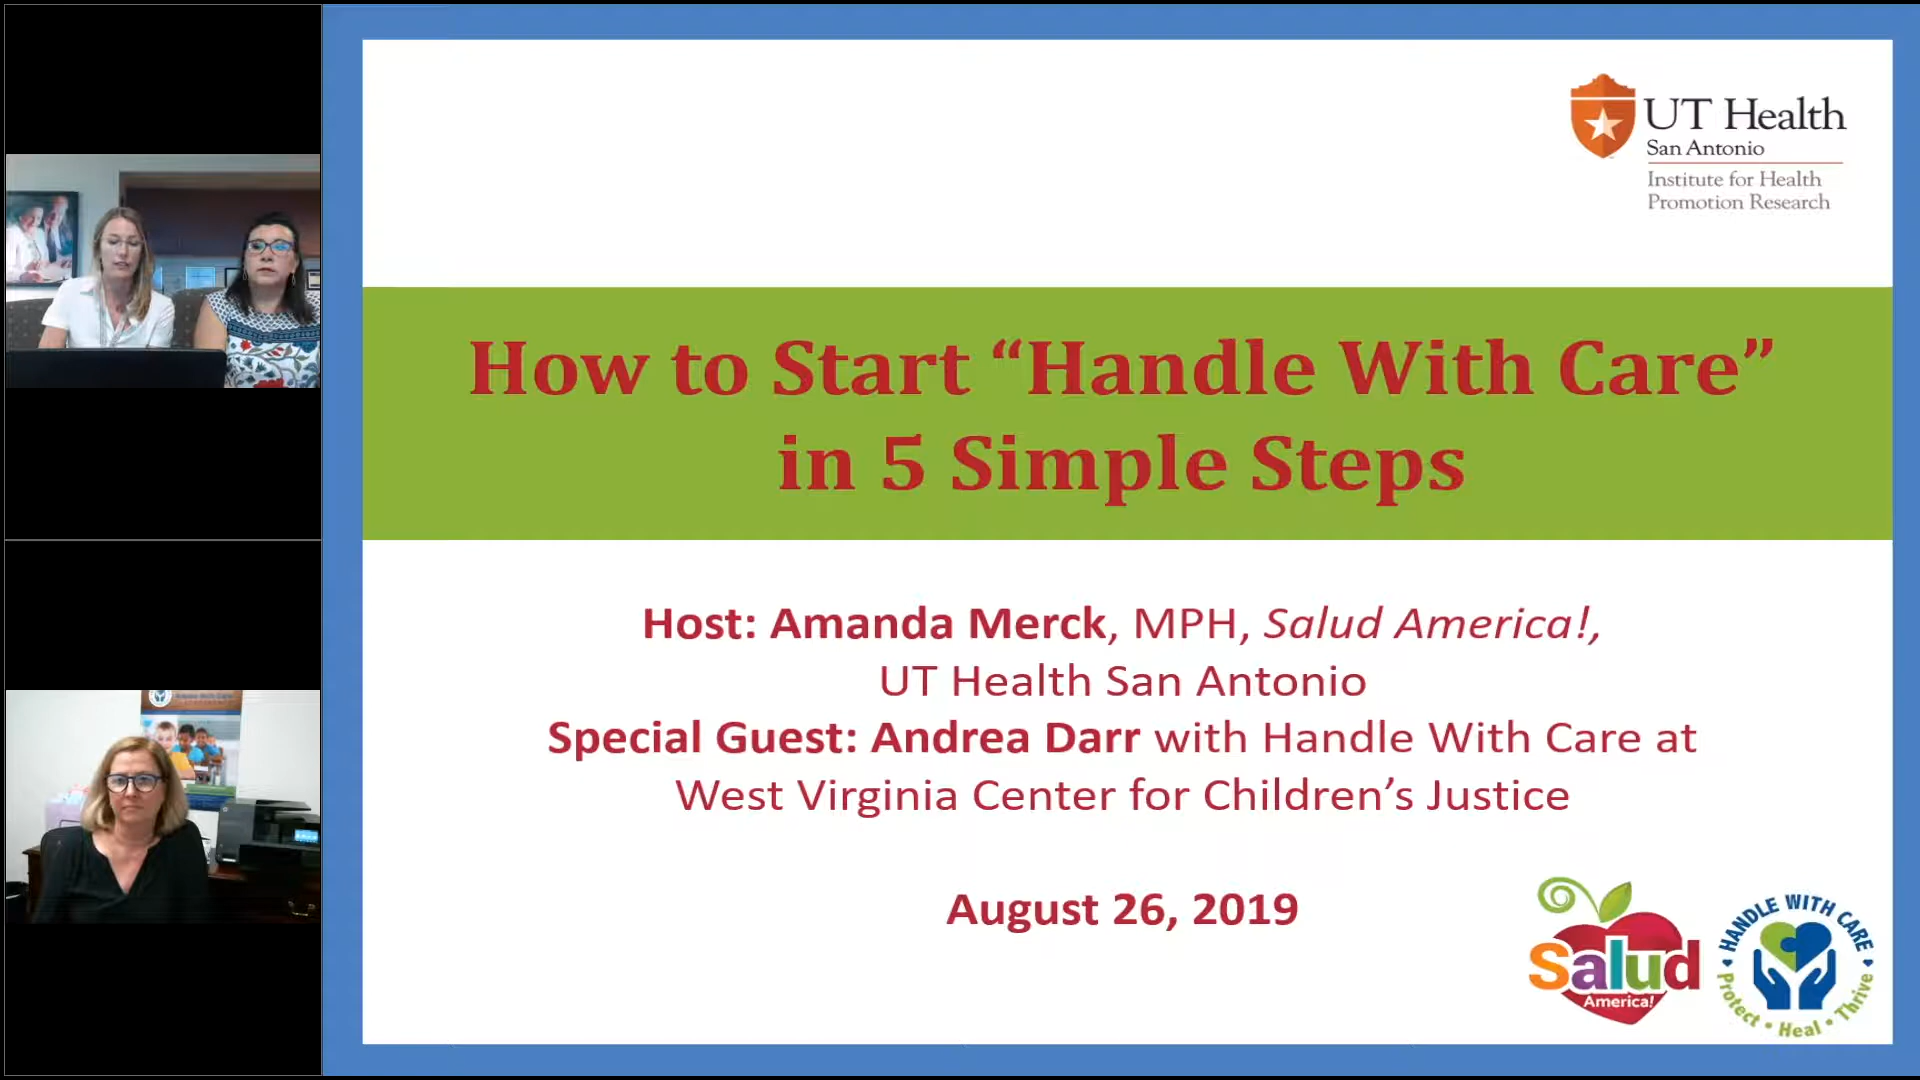 UT Health
San Antonio
Institute for Health
Promotion Research
How to Start “Handle With Care”
in 5 Simple Steps
Host: Amanda Merck, MPH, Salud America!,
UT Health San Antonio
Special Guest: Andrea Darr with Handle With Care at
West Virginia Center for Children’s Justice
August 26, 2019
Salud
America!
HANDLE WITH CARE
Protect • Heal • Thrive